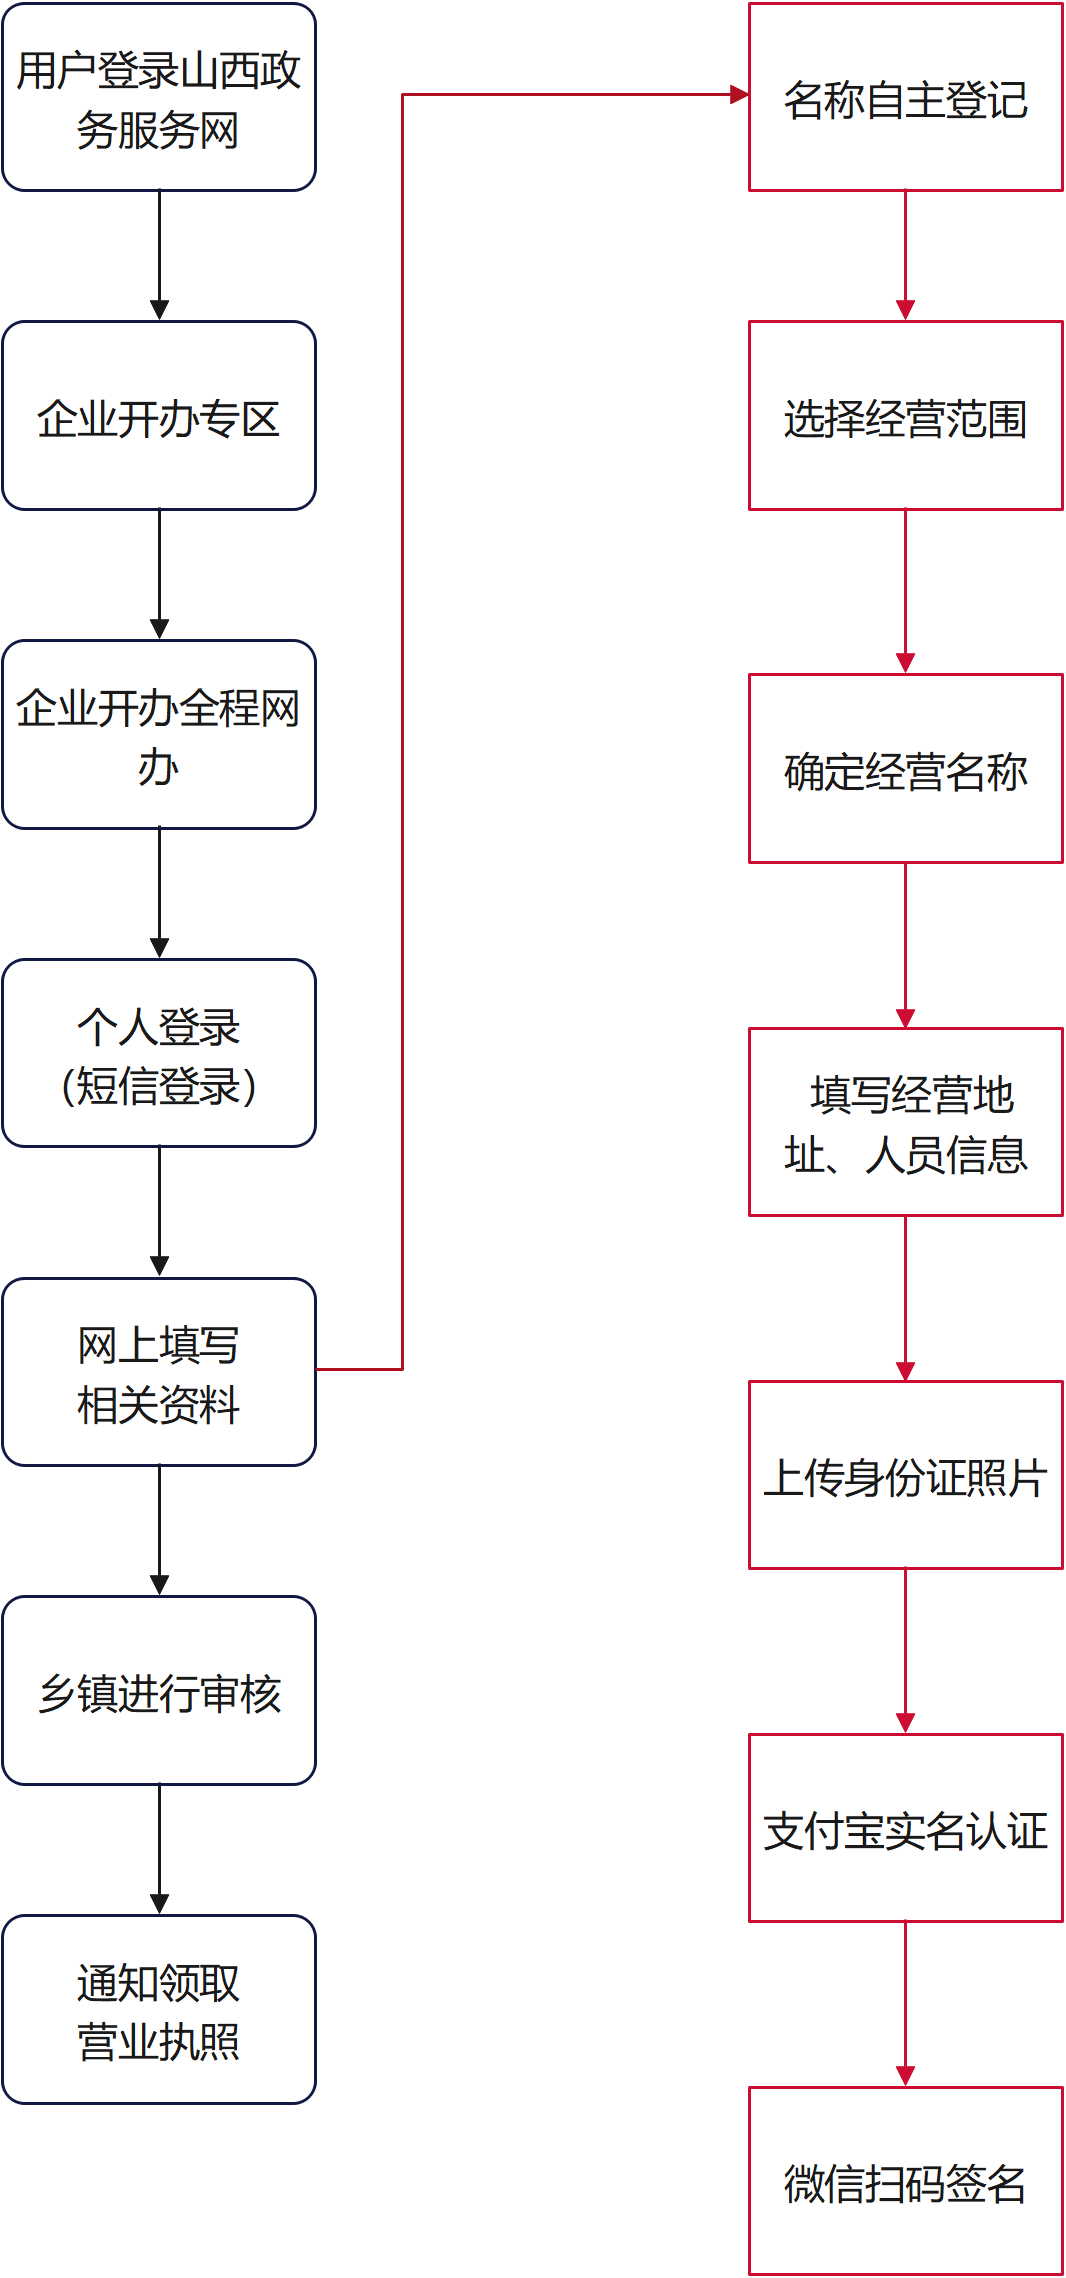 用户登录山西政
务服务网
企业开办专区
企业开办全程网
办
个人登录
（短信登录）
网上填写
相关资料
乡镇进行审核
通知领取
营业执照
名称自主登记
选择经营范围
确定经营名称
填写经营地
址、人员信息
上传身份证照片
支付宝实名认证
微信扫码签名